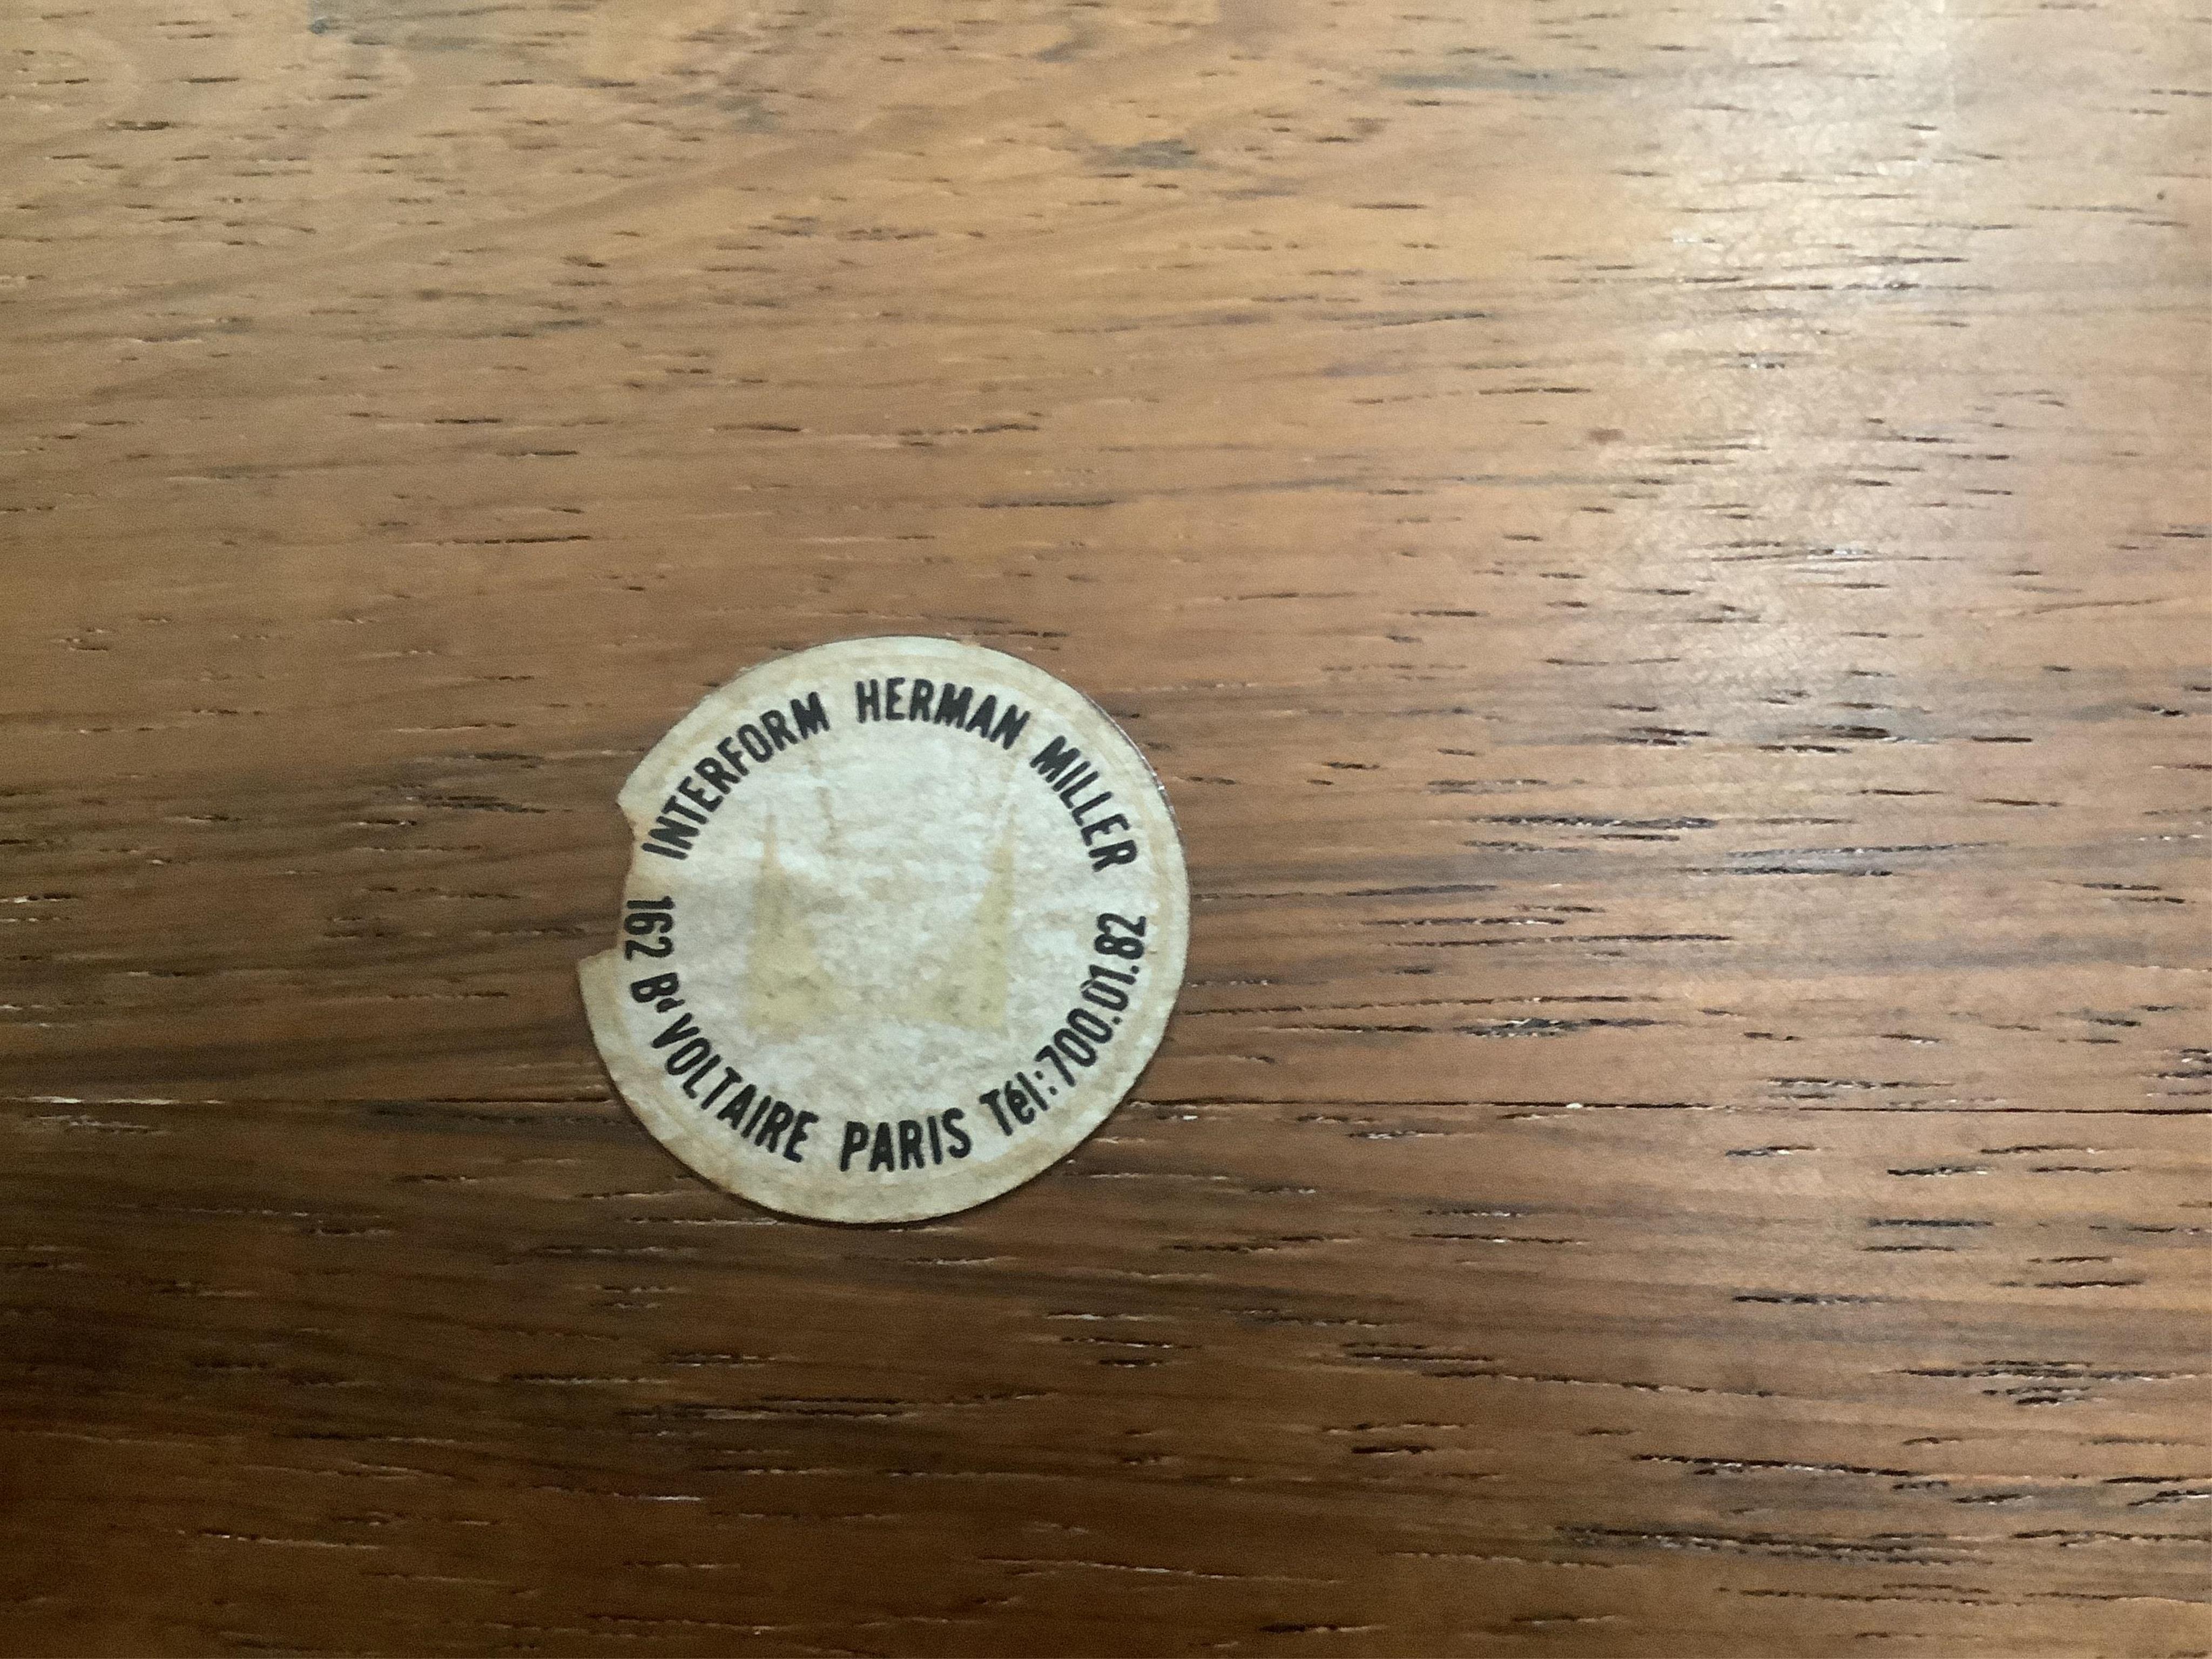 INTERFORM HERMAN MILLER
162 Bd VOLTAIRE PARIS Tél:700.01.82